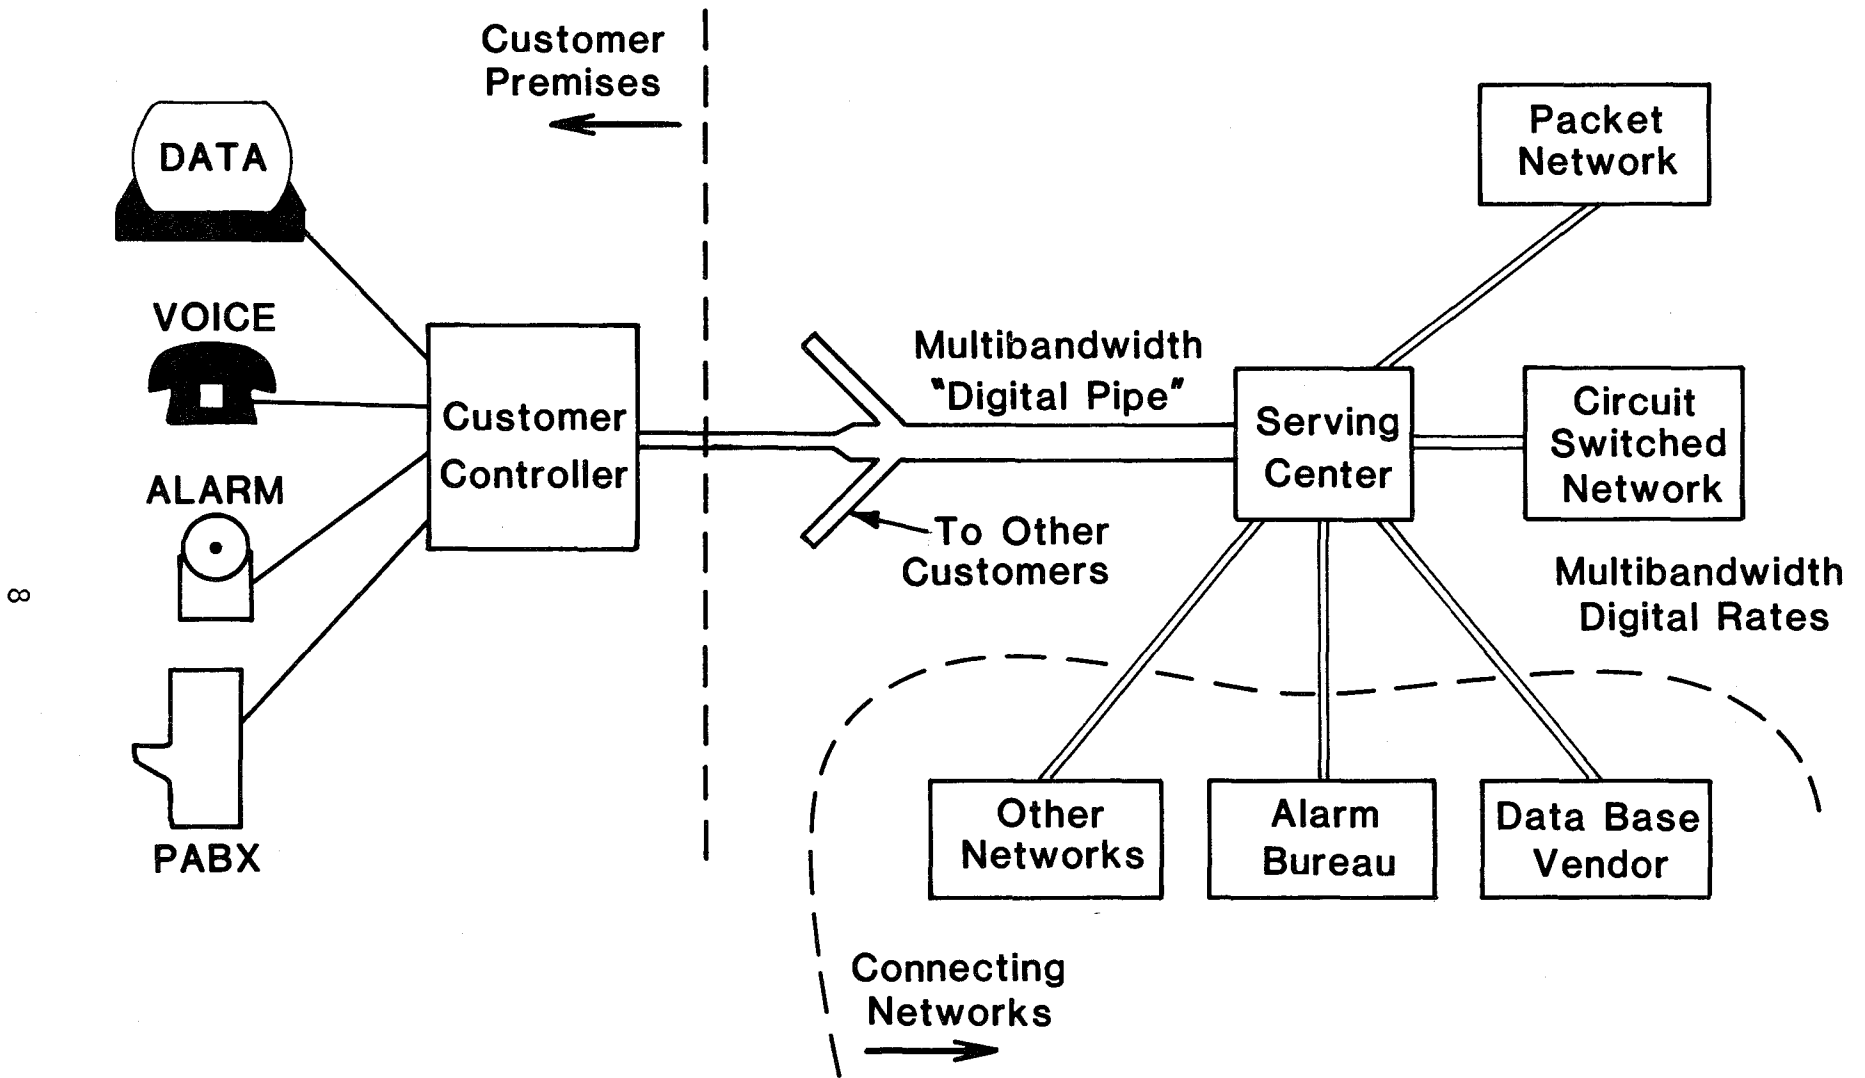 Customer
Premises
DATA
VOICE
ALARM
PABX
Customer
Controller
Multibandwidth
"Digital Pipe"
To Other
Customers
Serving
Center
Packet
Network
Circuit
Switched
Network
Multibandwidth
Digital Rates
Other
Networks
Alarm
Bureau
Data Base
Vendor
Connecting
Networks
8